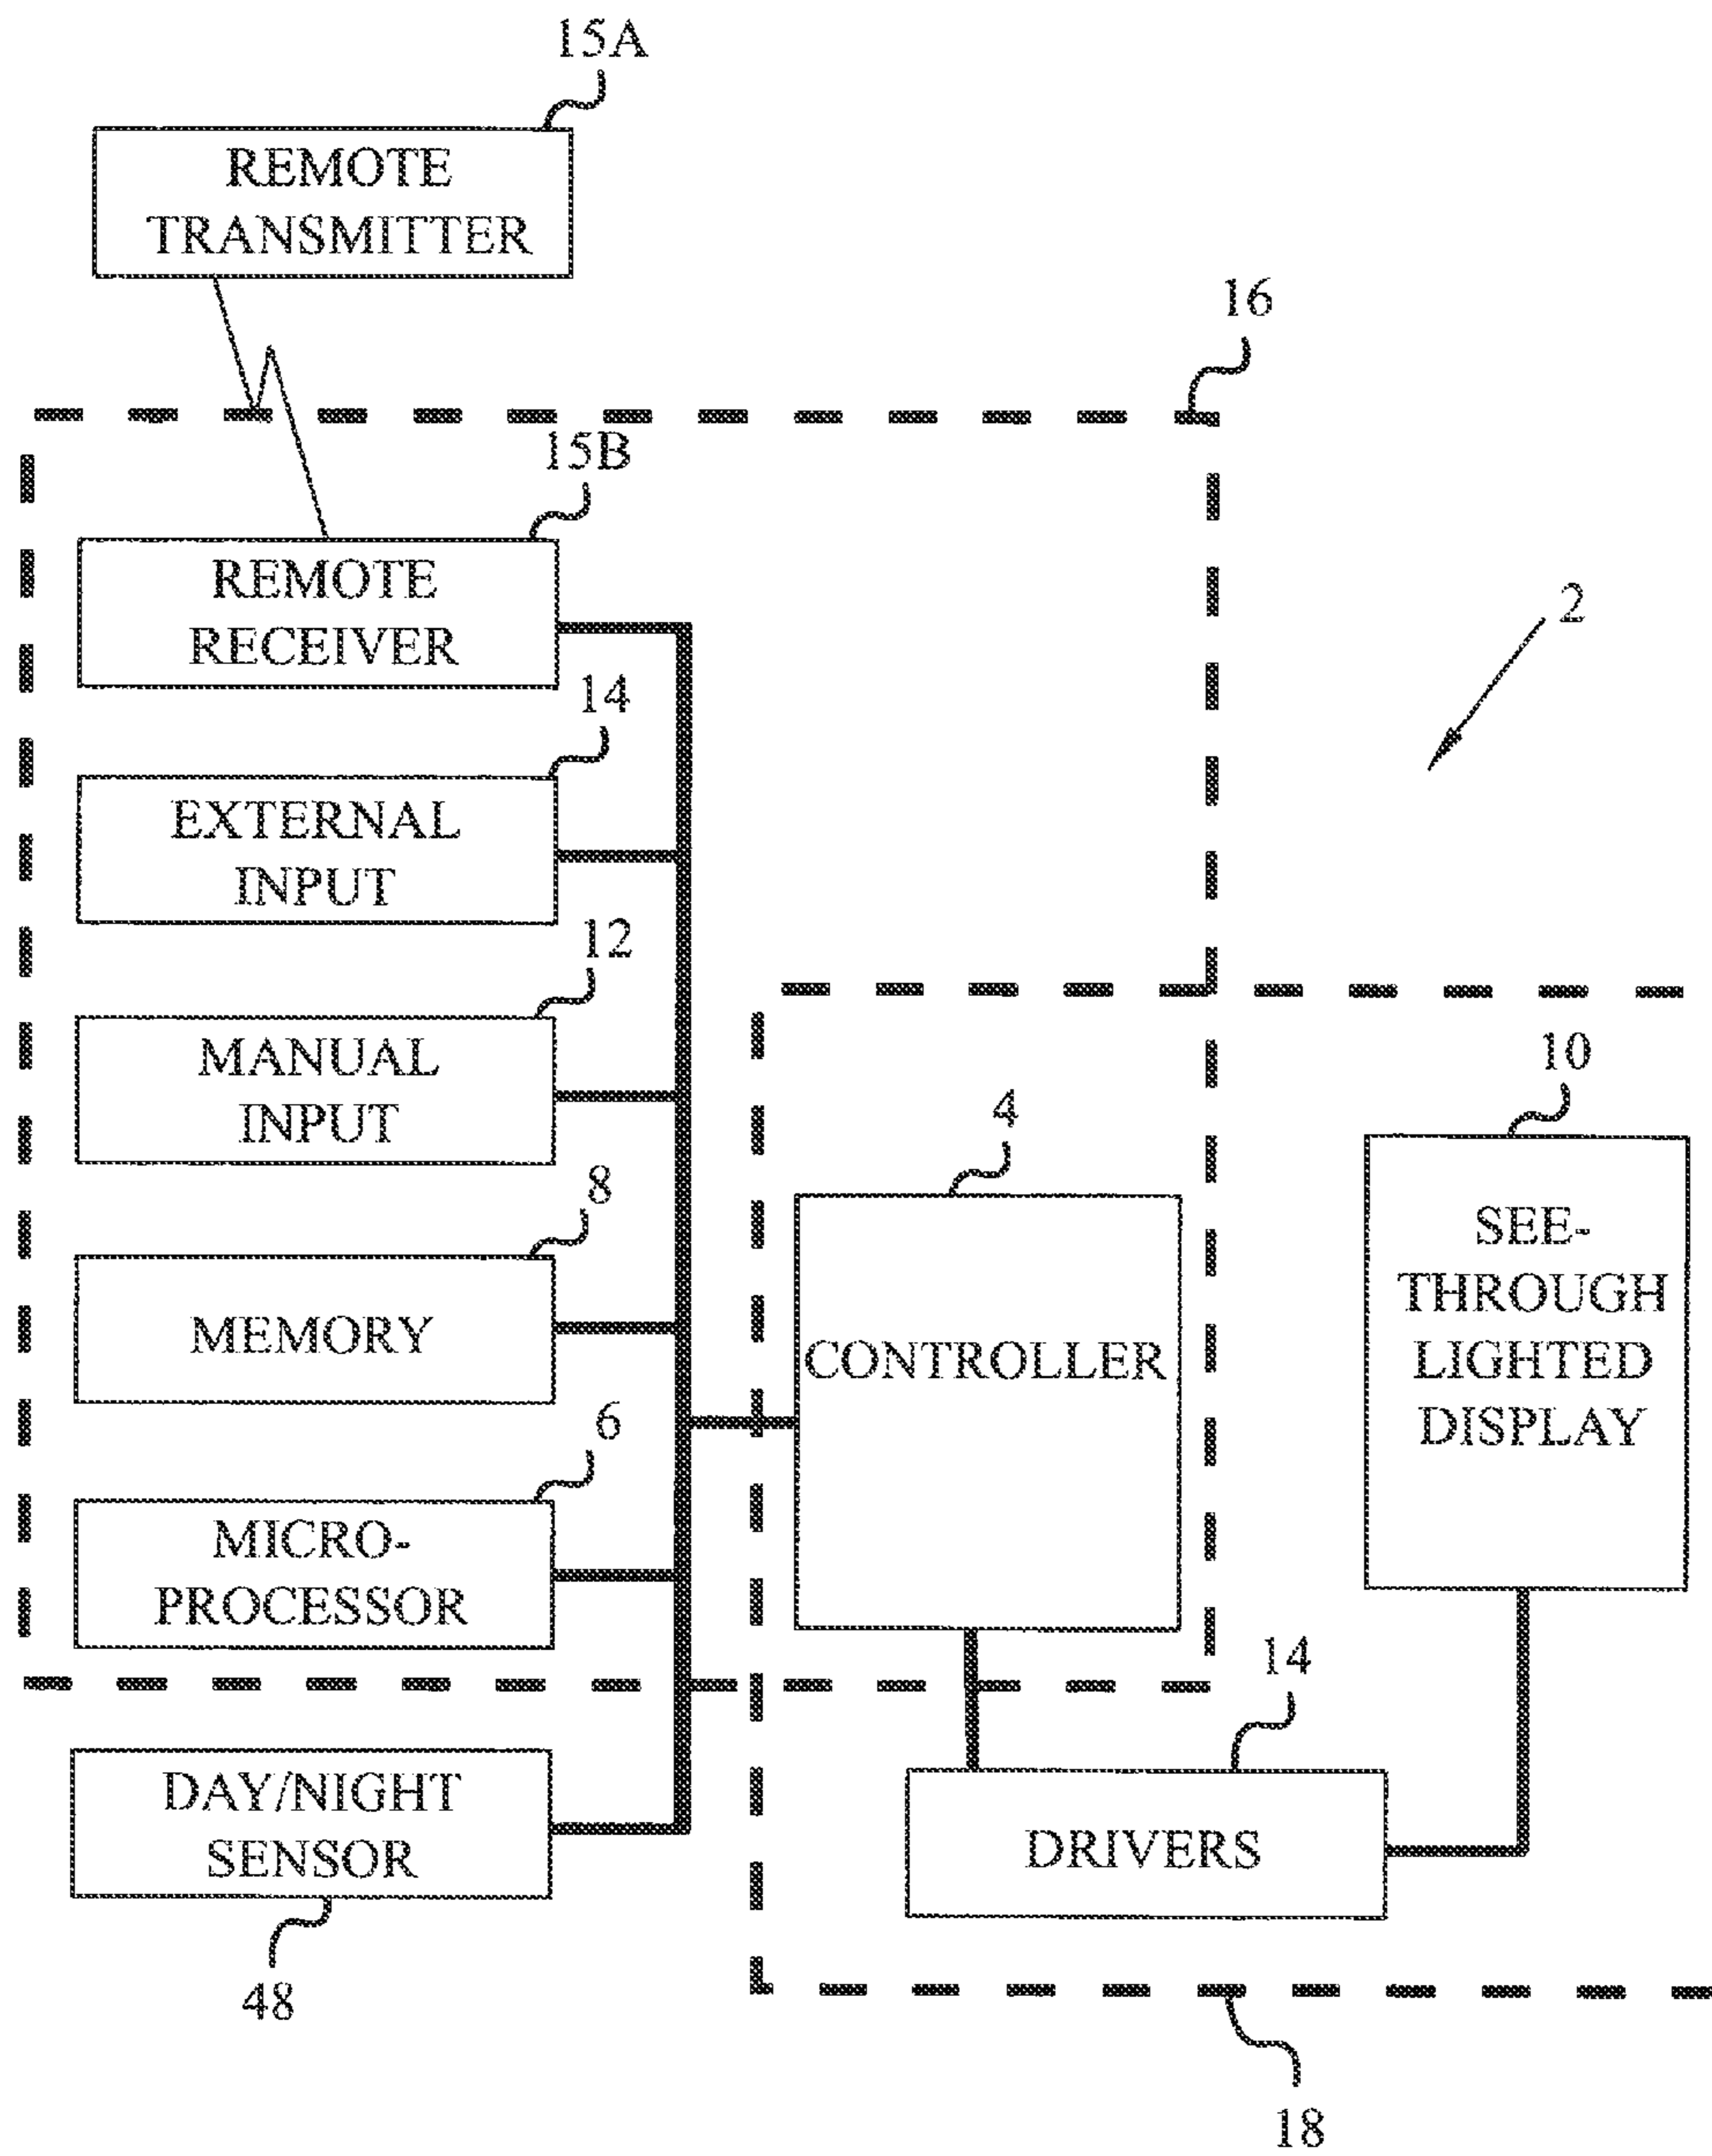 15A
REMOTE
TRANSMITTER
16
15B
REMOTE
RECEIVER
2
14
EXTERNAL
INPUT
12
MANUAL
INPUT
10
SEE-
THROUGH
LIGHTED
DISPLAY
4
CONTROLLER
8
MEMORY
6
MICRO-
PROCESSOR
14
DRIVERS
DAY/NIGHT
SENSOR
48
18